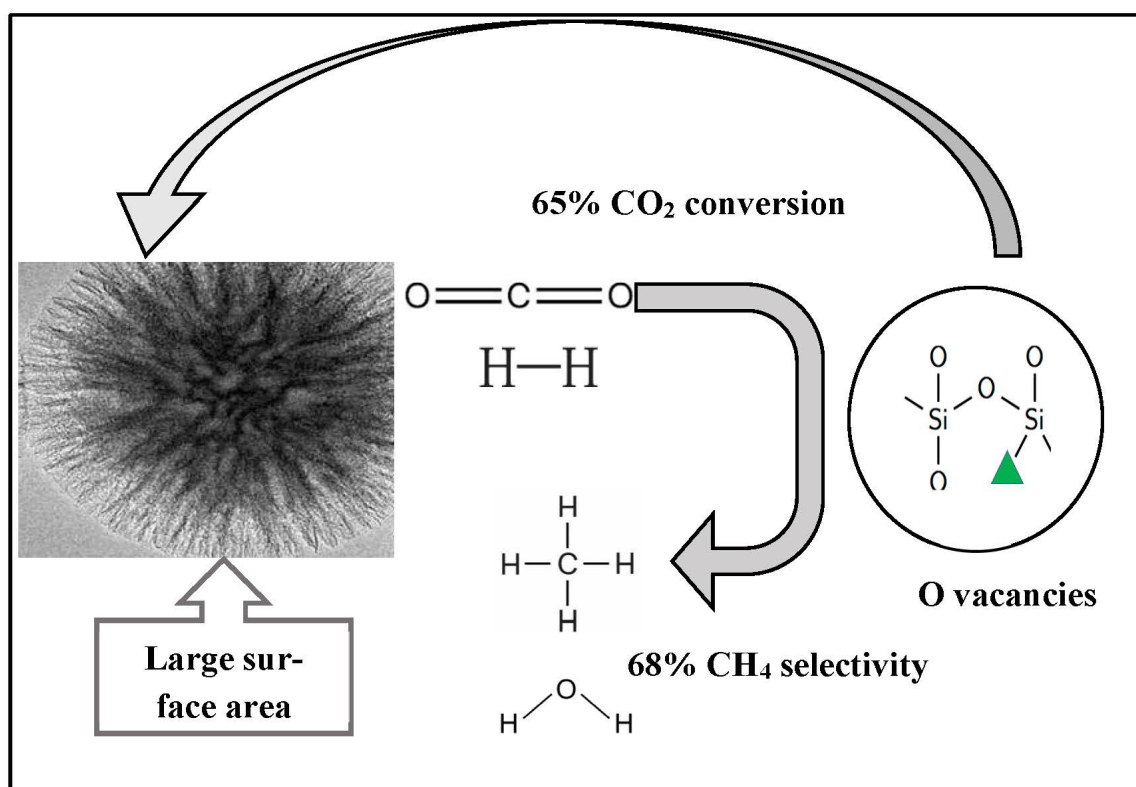 65% CO₂ conversion
O=C=O
H—H
O O
O
Si Si
O
H
H—C—H
H
O vacancies
Large sur-
face area
68% CH₄ selectivity
O
H H